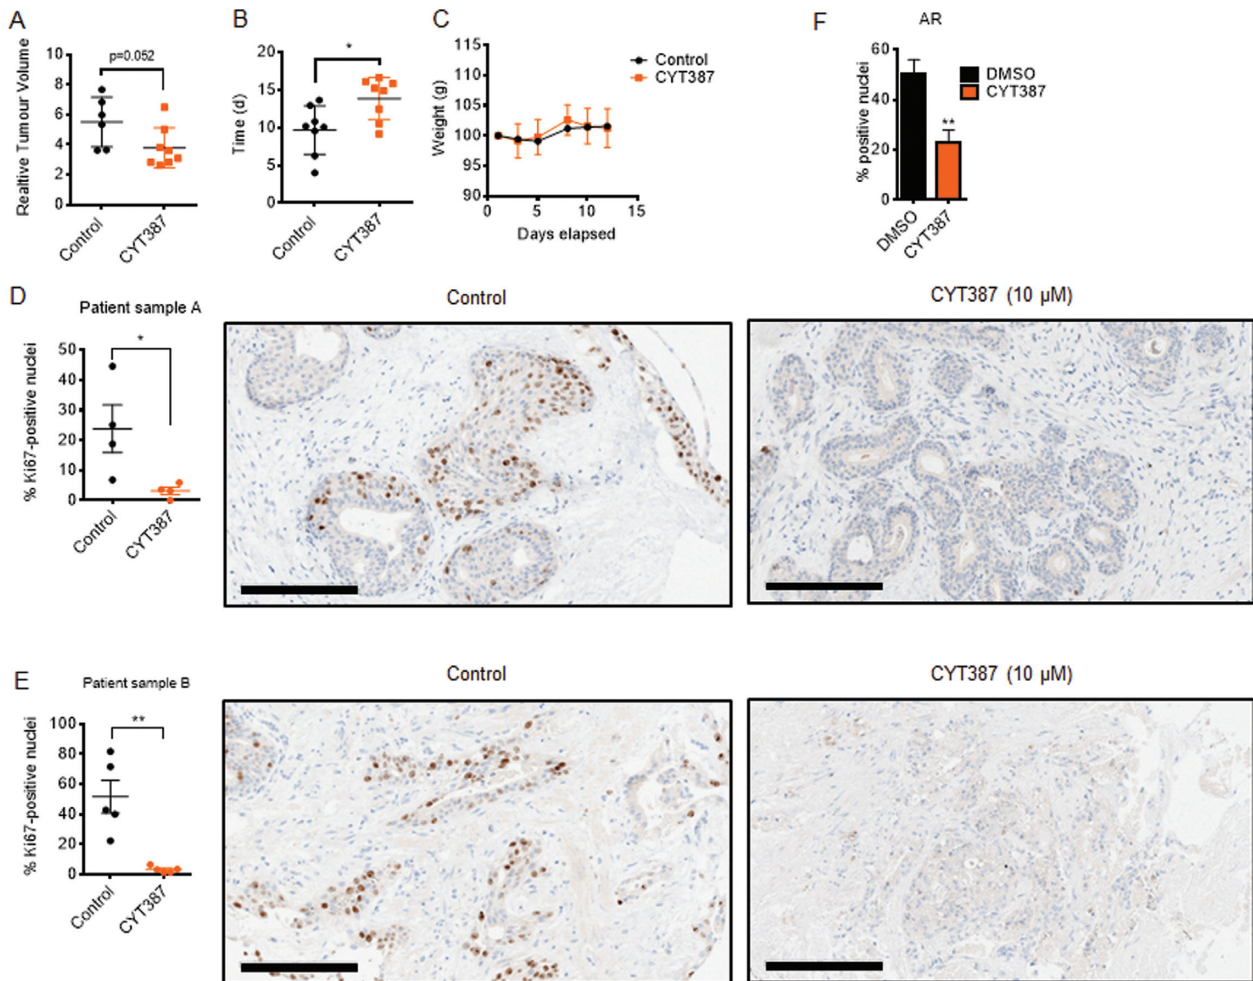 A
Realtive Tumour Volume
10
8
6
4
2
0
p=0.052
Control
CYT387
B
Time (d)
20
15
10
5
0
*
Control
CYT387
C
Weight (g)
115
110
105
100
95
90
0
5
10
15
Days elapsed
Control
CYT387
F
AR
% positive nuclei
60
40
20
0
**
DMSO
CYT387
DMSO
CYT387
D
Patient sample A
% Ki67-positive nuclei
50
40
30
20
10
0
*
Control
CYT387
Control
CYT387 (10 µM)
E
Patient sample B
% Ki67-positive nuclei
100
80
60
40
20
0
**
Control
CYT387
Control
CYT387 (10 µM)